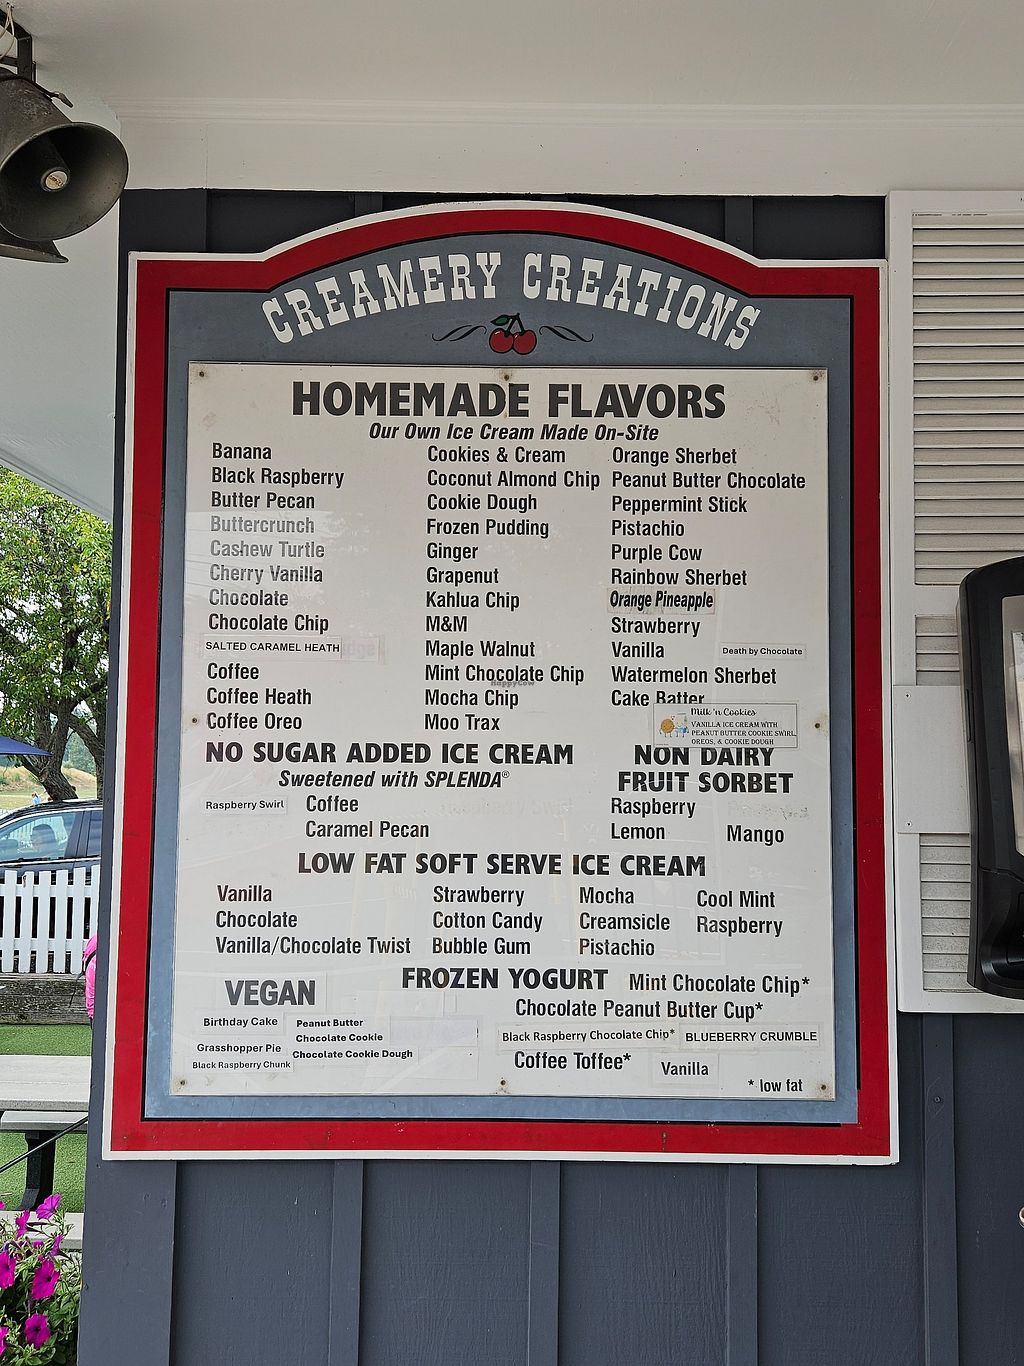 CREAMERY CREATIONS
HOMEMADE FLAVORS
Our Own Ice Cream Made On-Site
Banana
Black Raspberry
Butter Pecan
Buttercrunch
Cashew Turtle
Cherry Vanilla
Chocolate
Chocolate Chip
SALTED CARAMEL HEATH
Coffee
Coffee Heath
Coffee Oreo
Cookies & Cream
Coconut Almond Chip
Cookie Dough
Frozen Pudding
Ginger
Grapenut
Kahlua Chip
M&M
Maple Walnut
Mint Chocolate Chip
HappyCow
Mocha Chip
Moo Trax
Orange Sherbet
Peanut Butter Chocolate
Peppermint Stick
Pistachio
Purple Cow
Rainbow Sherbet
Orange Pineapple
Strawberry
Vanilla
Death by Chocolate
Watermelon Sherbet
Cake Batter
Milk 'n Cookies
VANILLA ICE CREAM WITH
PEANUT BUTTER COOKIE SWIRL,
OREOS, & COOKIE DOUGH
NO SUGAR ADDED ICE CREAM
Sweetened with SPLENDA®
Raspberry Swirl
Coffee
Caramel Pecan
NON DAIRY
FRUIT SORBET
Raspberry
Lemon Mango
LOW FAT SOFT SERVE ICE CREAM
Vanilla
Chocolate
Vanilla/Chocolate Twist
Strawberry
Cotton Candy
Bubble Gum
Mocha
Creamsicle
Pistachio
Cool Mint
Raspberry
VEGAN
Birthday Cake
Grasshopper Pie
Black Raspberry Chunk
Peanut Butter
Chocolate Cookie
Chocolate Cookie Dough
FROZEN YOGURT Mint Chocolate Chip*
Chocolate Peanut Butter Cup*
Black Raspberry Chocolate Chip* BLUEBERRY CRUMBLE
Coffee Toffee* Vanilla
* low fat